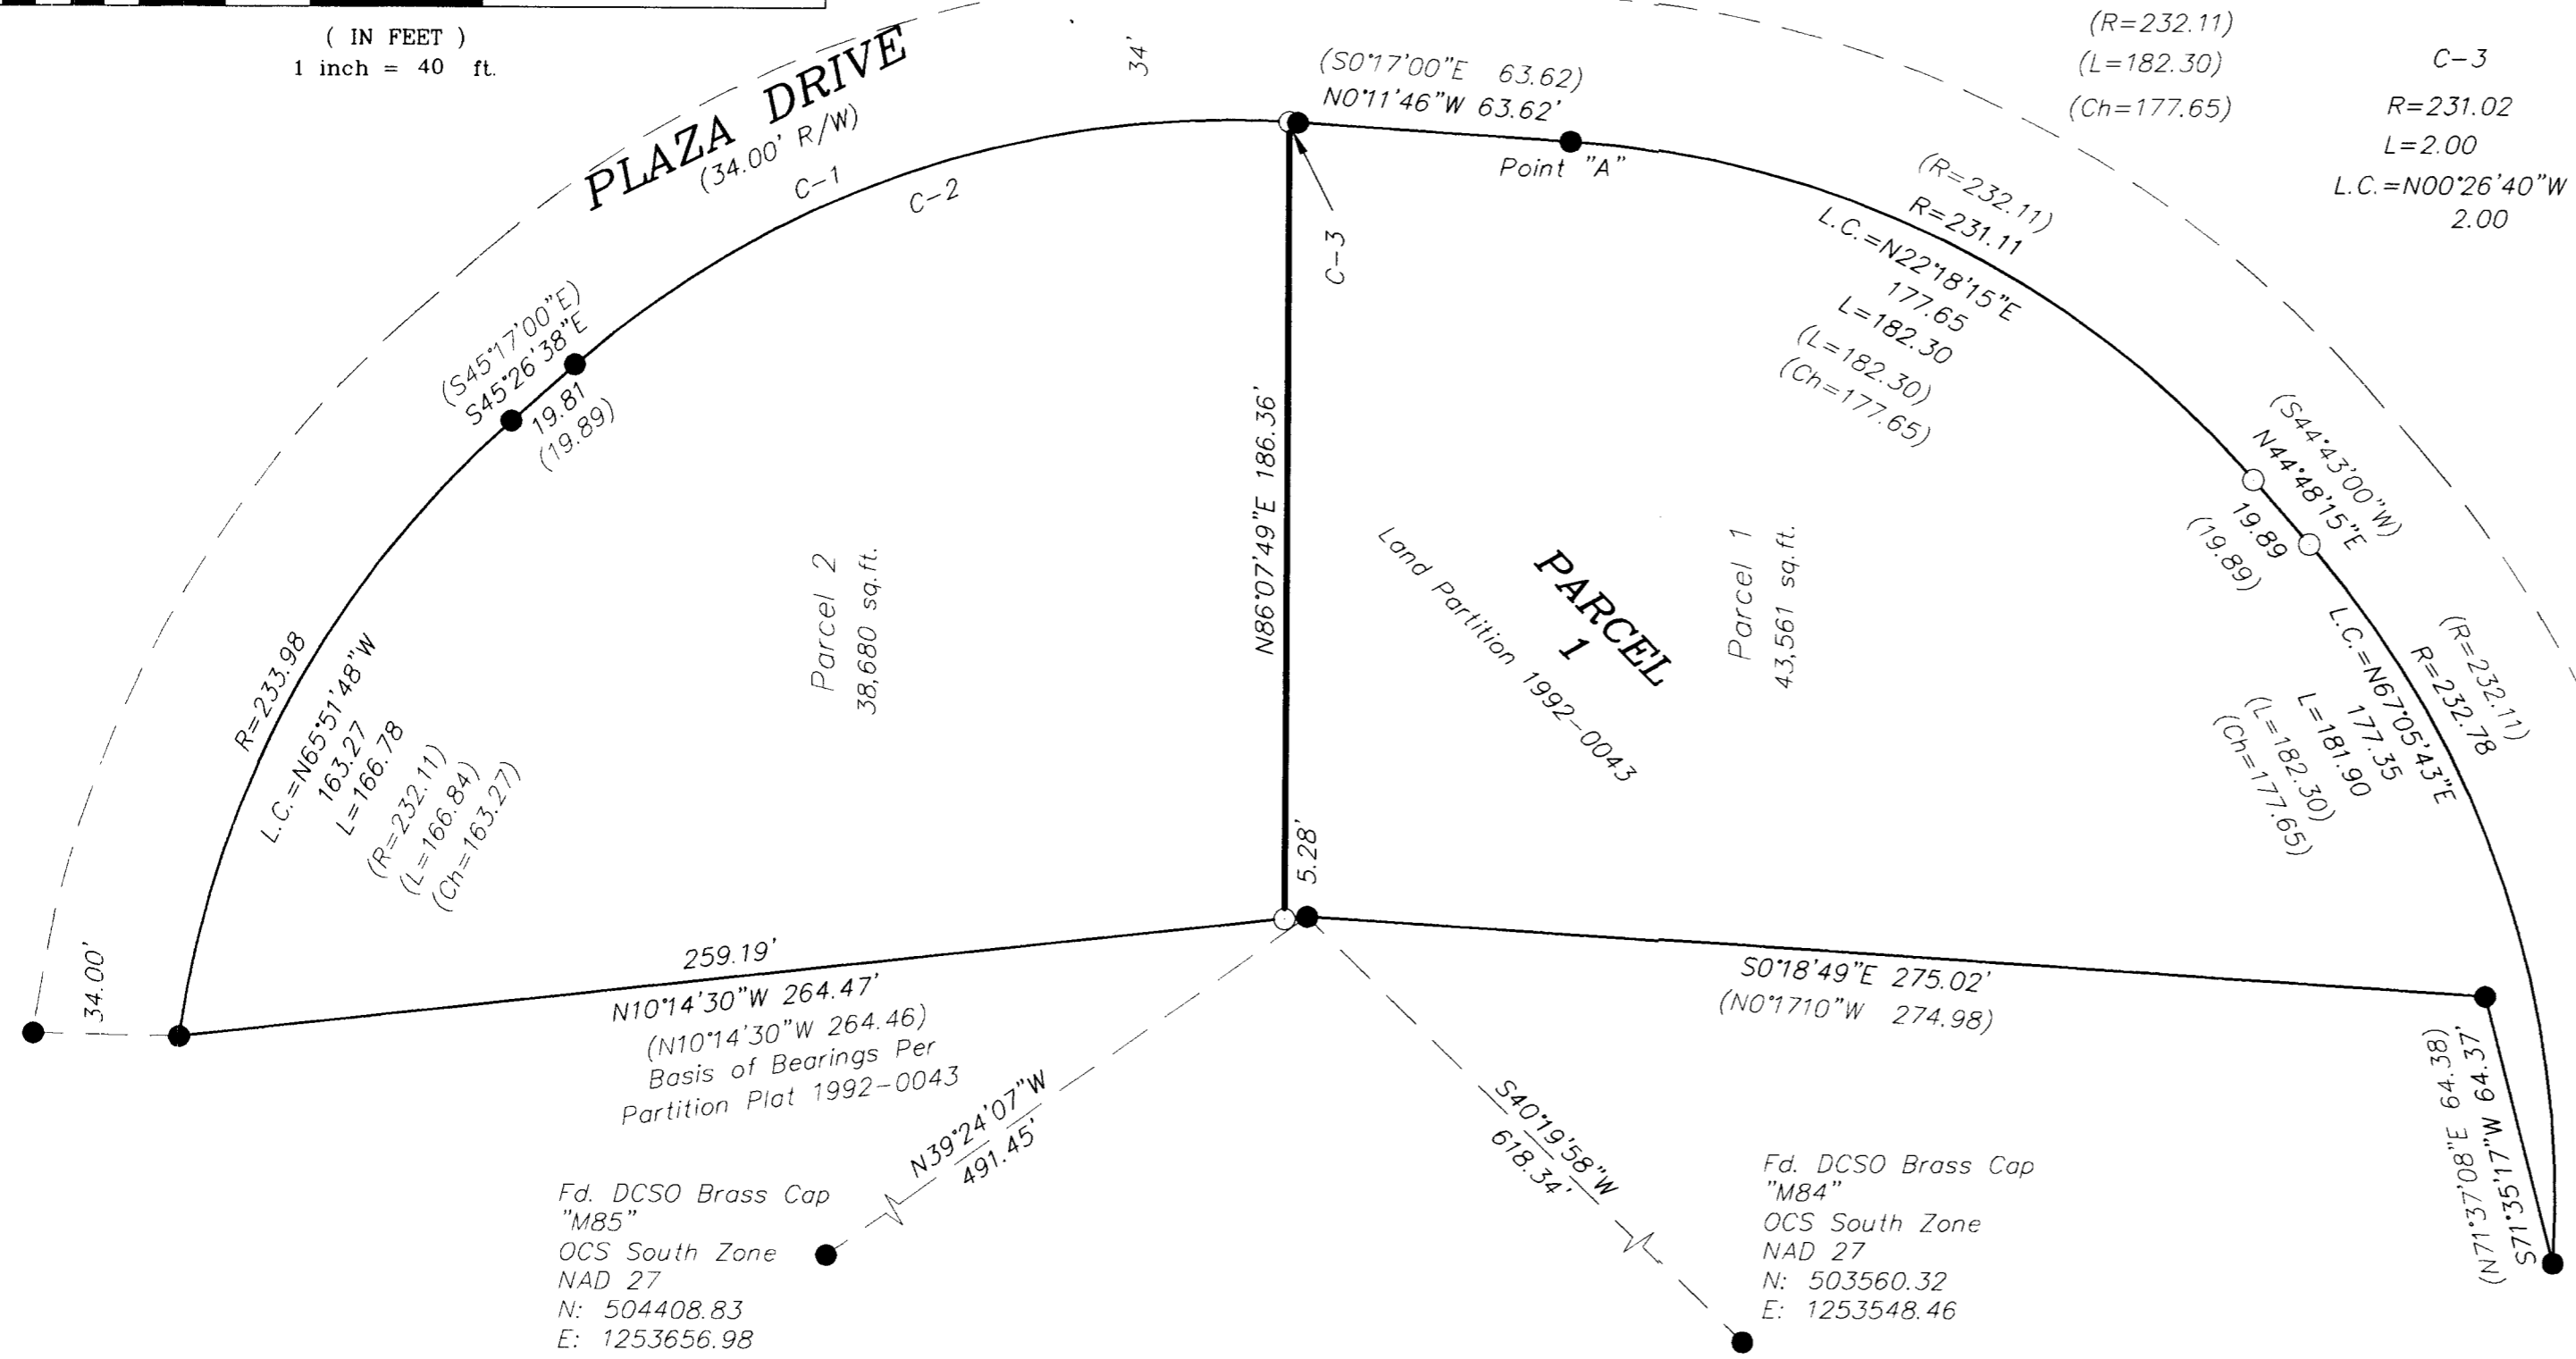 ( IN FEET )
1 inch = 40 ft.
PLAZA DRIVE
(34.00' R/W)
C-1
C-2
34'
(S0°17'00"E 63.62)
N0°11'46"W 63.62'
Point "A"
C-3
(R=232.11)
(L=182.30)
(Ch=177.65)
C-3
R=231.02
L=2.00
L.C.=N00°26'40"W
2.00
(R=232.11)
R=231.11
L.C.=N22°18'15"E
177.65
L=182.30
(L=182.30)
(Ch=177.65)
(S45°17'00"E)
S45°26'38"E
19.81
(19.89)
N86°07'49"E 186.36'
(S44°43'00"W)
N44°48'15"E
19.89
(19.89)
Parcel 2
38,680 sq.ft.
Land Partition 1992-0043
PARCEL
1
Parcel 1
43,561 sq.ft.
R=233.98
L.C.=N65°51'48"W
163.27
L=166.78
(R=232.11)
(L=166.84)
(Ch=163.27)
(R=232.11)
R=232.78
L.C.=N67°05'43"E
177.35
L=181.90
(L=182.30)
(Ch=177.65)
5.28'
34.00'
259.19'
N10°14'30"W 264.47'
(N10°14'30"W 264.46)
Basis of Bearings Per
Partition Plat 1992-0043
S0°18'49"E 275.02'
(N0°1710"W 274.98)
(N71°37'08"E 64.38)
S71°35'17"W 64.37'
N39°24'07"W
491.45'
S40°19'58"W
618.34'
Fd. DCSO Brass Cap
"M85"
OCS South Zone
NAD 27
N: 504408.83
E: 1253656.98
Fd. DCSO Brass Cap
"M84"
OCS South Zone
NAD 27
N: 503560.32
E: 1253548.46